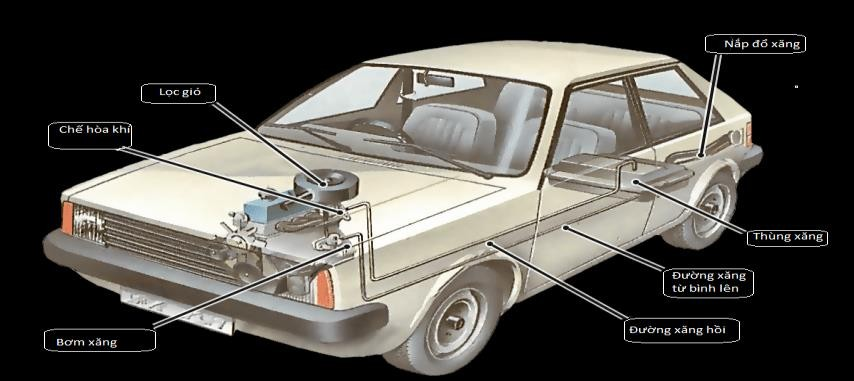 Nắp đổ xăng
Lọc gió
Chế hòa khí
Thùng xăng
Đường xăng
từ bình lên
Đường xăng hồi
Bơm xăng